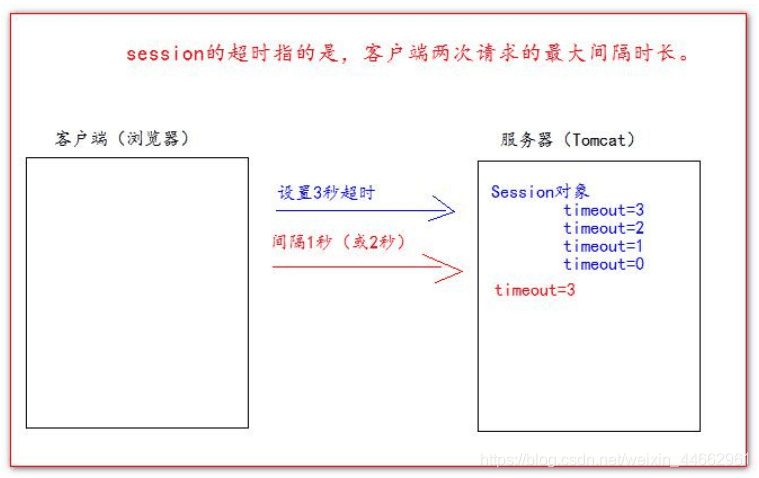 session的超时指的是，客户端两次请求的最大间隔时长。
客户端（浏览器）
服务器（Tomcat）
设置3秒超时
间隔1秒（或2秒）
Session对象
timeout=3
timeout=2
timeout=1
timeout=0
timeout=3
https://blog.csdn.net/weixin_44662961